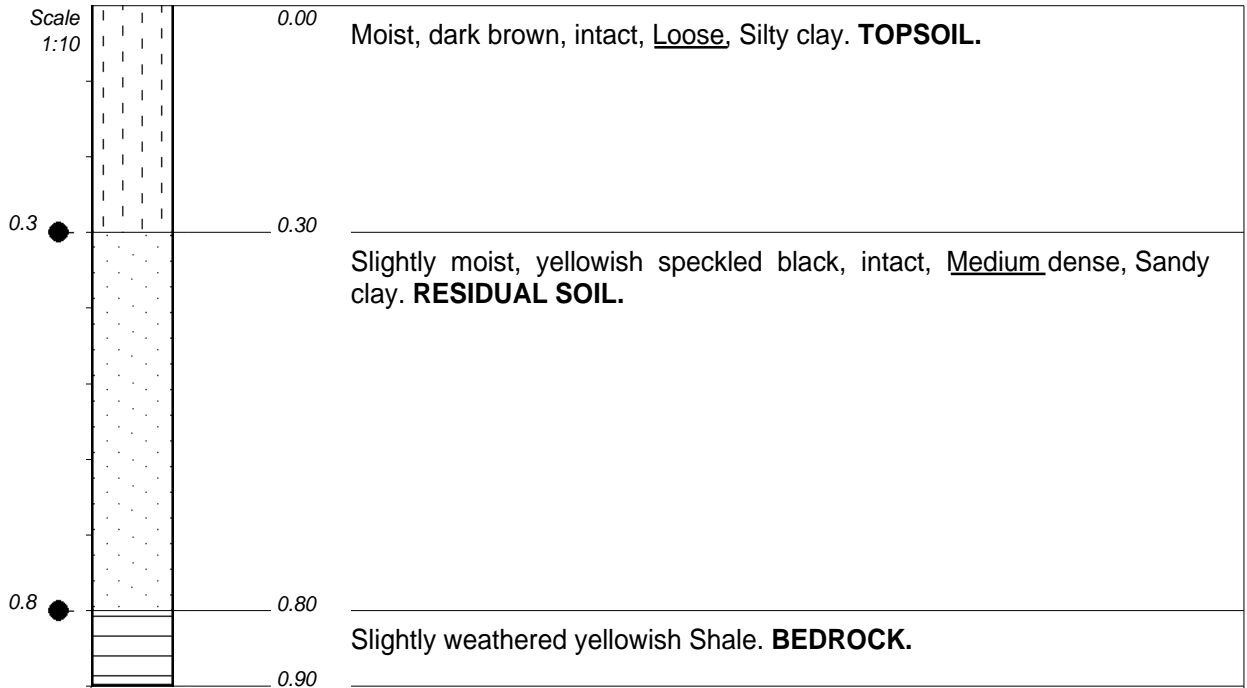 Scale
1:10
0.00
Moist, dark brown, intact, Loose, Silty clay. TOPSOIL.
0.3
0.30
Slightly moist, yellowish speckled black, intact, Medium dense, Sandy
clay. RESIDUAL SOIL.
0.8
0.80
Slightly weathered yellowish Shale. BEDROCK.
0.90